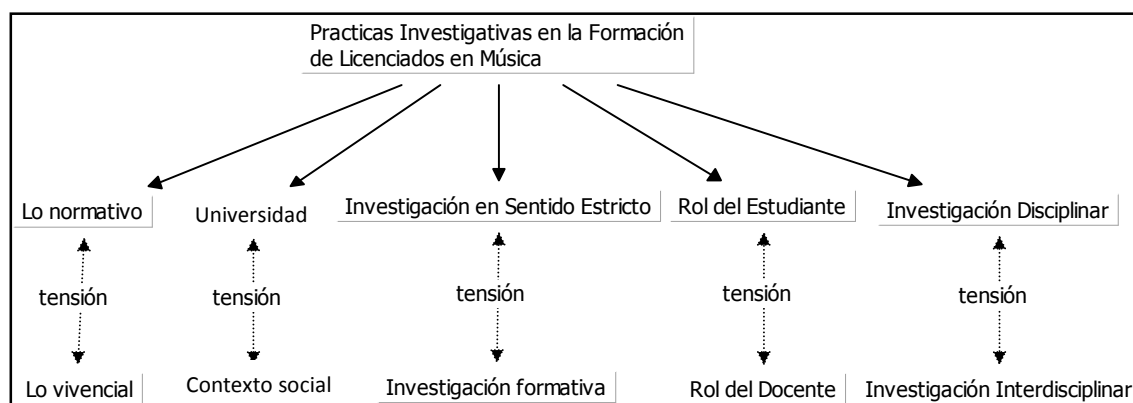 Practicas Investigativas en la Formación
de Licenciados en Música
Lo normativo
Universidad
Investigación en Sentido Estricto
Rol del Estudiante
Investigación Disciplinar
tensión
tensión
tensión
tensión
tensión
Lo vivencial
Contexto social
Investigación formativa
Rol del Docente
Investigación Interdisciplinar